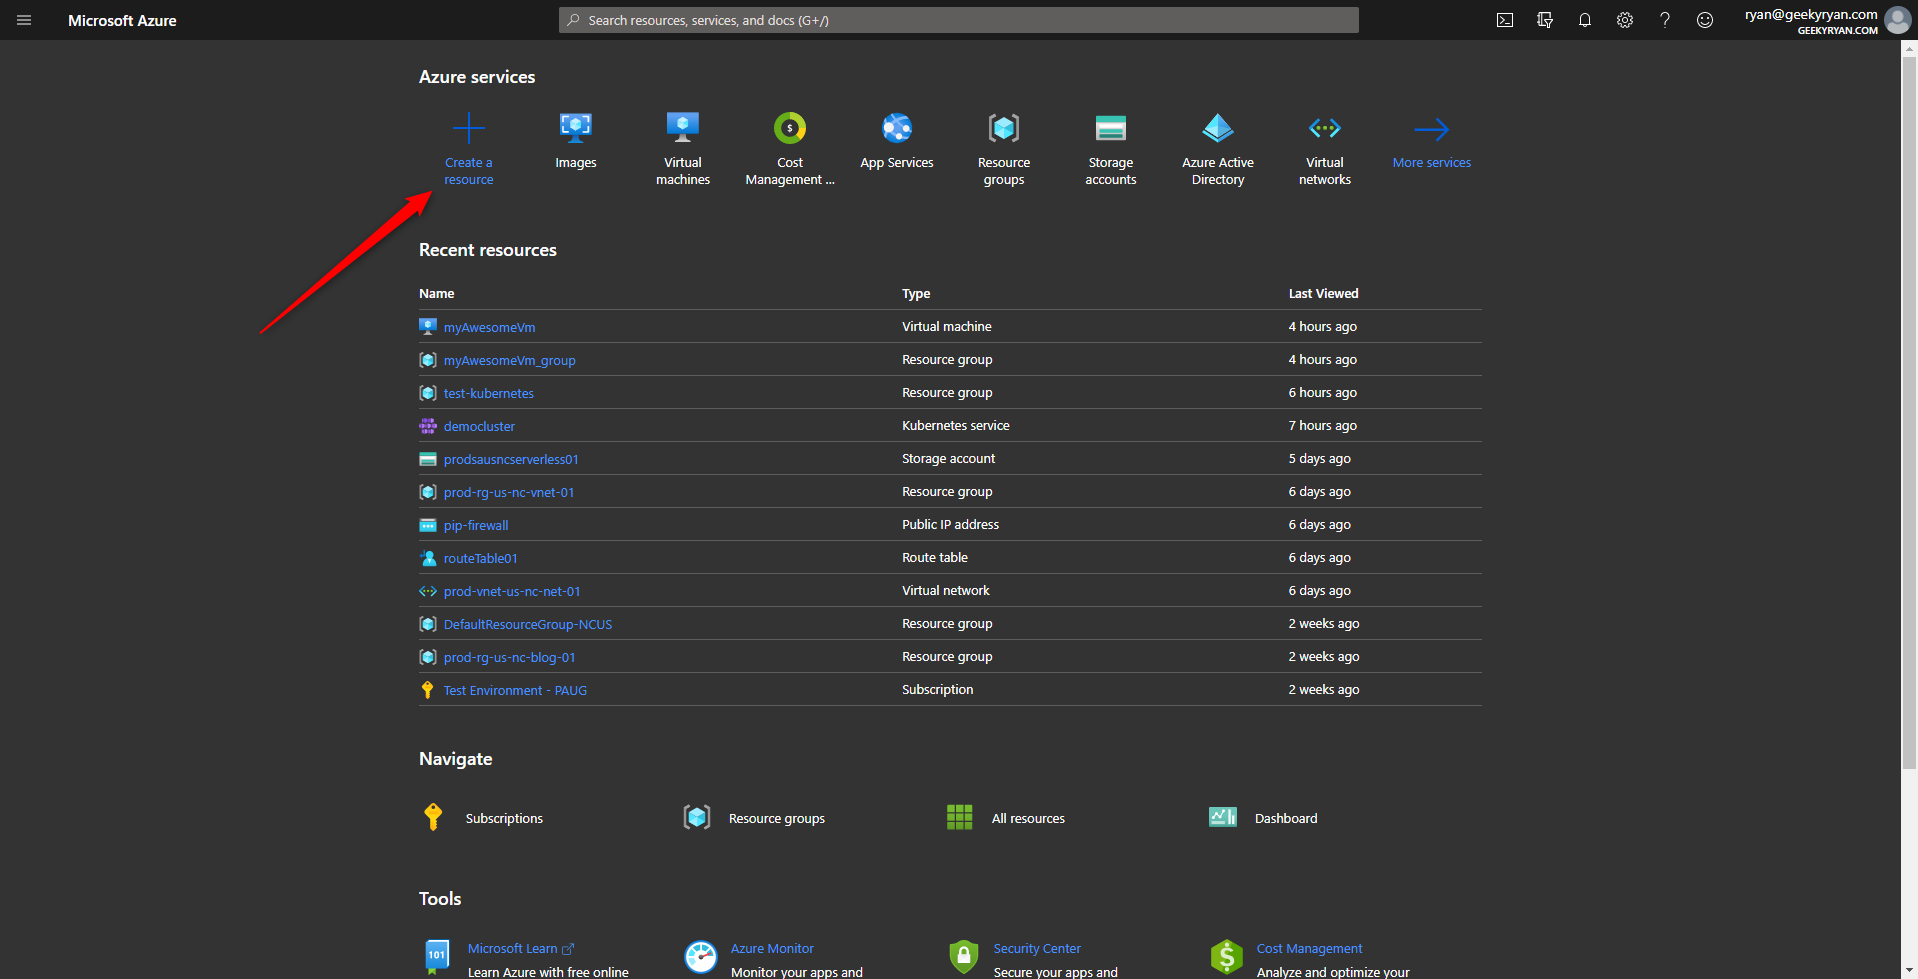 Microsoft Azure
Search resources, services, and docs (G+/)
ryan@geekyryan.com
GEEKYRYAN.COM
Azure services
Create a
resource
Images
Virtual
machines
Cost
Management ...
App Services
Resource
groups
Storage
accounts
Azure Active
Directory
Virtual
networks
More services
Recent resources
Name Type Last Viewed
myAwesomeVm Virtual machine 4 hours ago
myAwesomeVm_group Resource group 4 hours ago
test-kubernetes Resource group 6 hours ago
democluster Kubernetes service 7 hours ago
prodsausncserverless01 Storage account 5 days ago
prod-rg-us-nc-vnet-01 Resource group 6 days ago
pip-firewall Public IP address 6 days ago
routeTable01 Route table 6 days ago
prod-vnet-us-nc-net-01 Virtual network 6 days ago
DefaultResourceGroup-NCUS Resource group 2 weeks ago
prod-rg-us-nc-blog-01 Resource group 2 weeks ago
Test Environment - PAUG Subscription 2 weeks ago
Navigate
Subscriptions Resource groups All resources Dashboard
Tools
101
Microsoft Learn
Learn Azure with free online
Azure Monitor
Monitor your apps and
Security Center
Secure your apps and
Cost Management
Analyze and optimize your